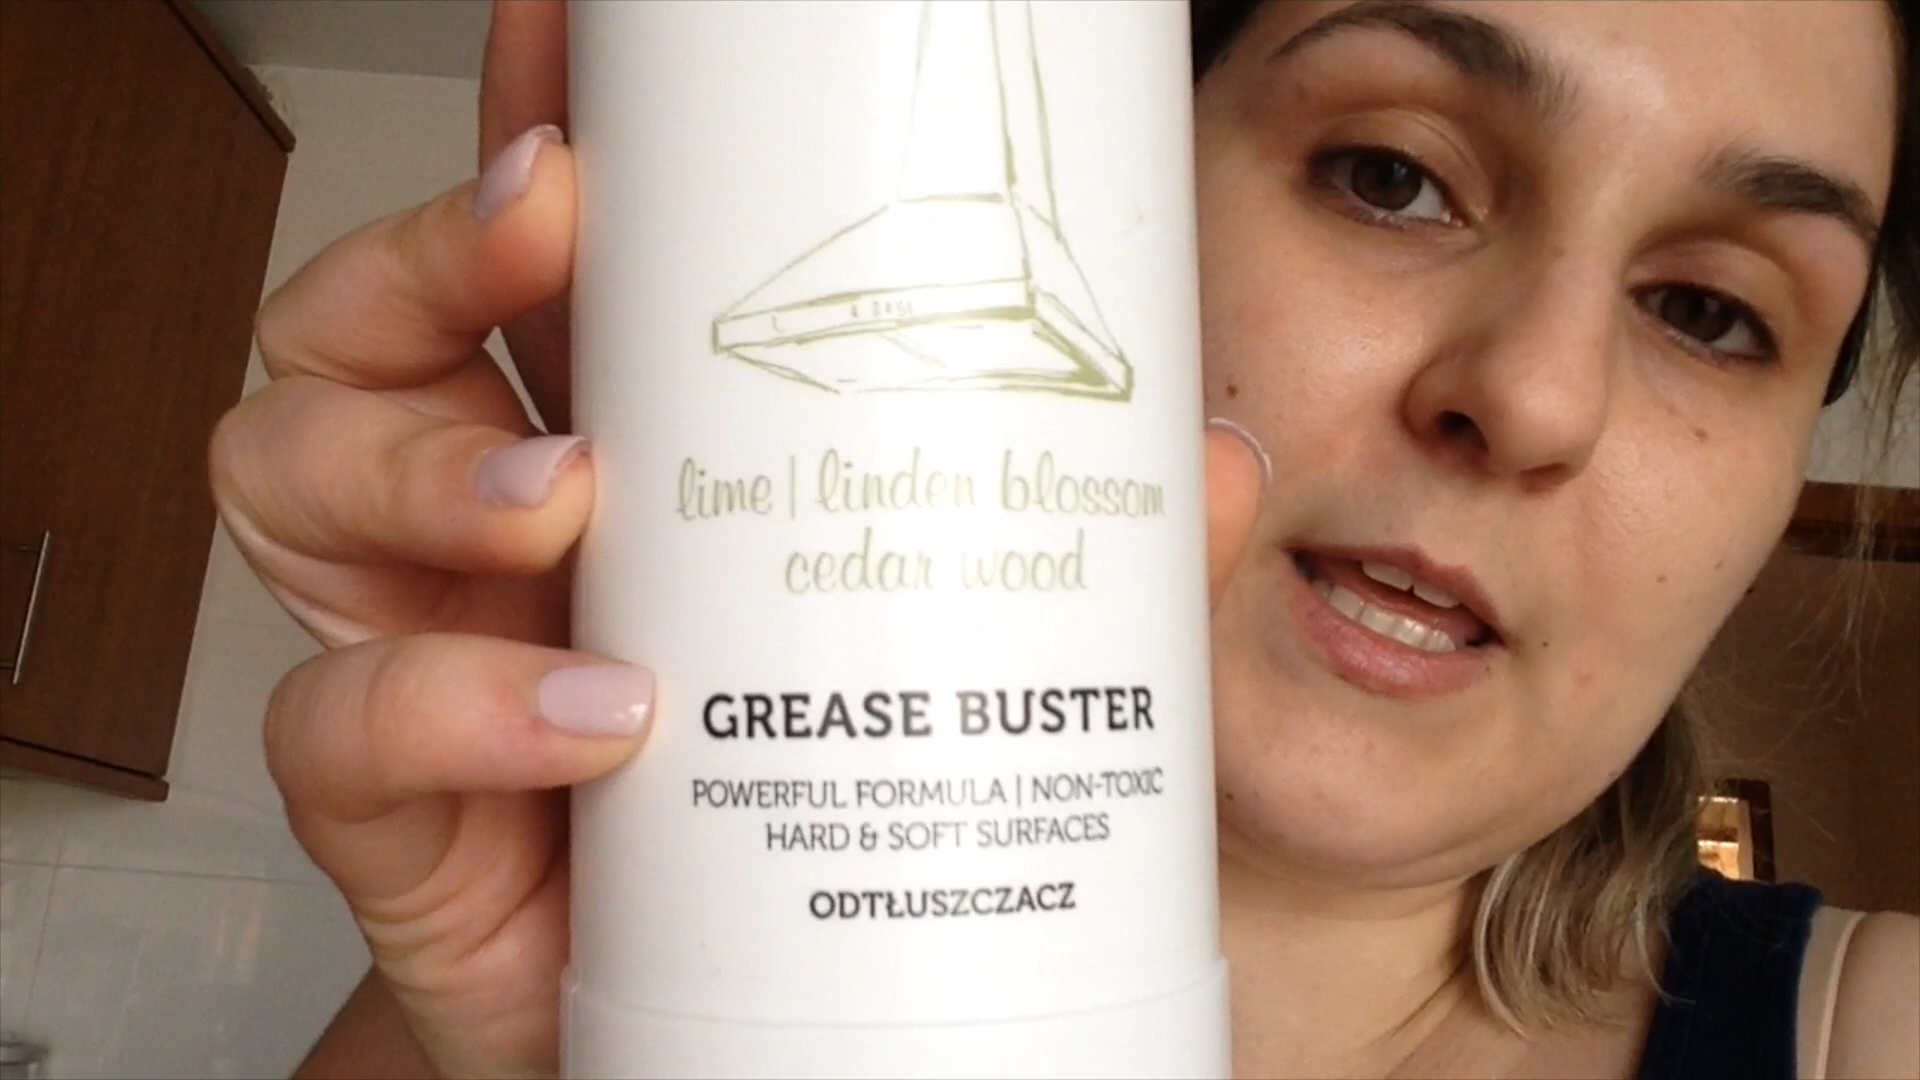 lime | linden blossom
cedar wood
GREASE BUSTER
POWERFUL FORMULA | NON-TOXIC
HARD & SOFT SURFACES
ODTŁUSZCZACZ